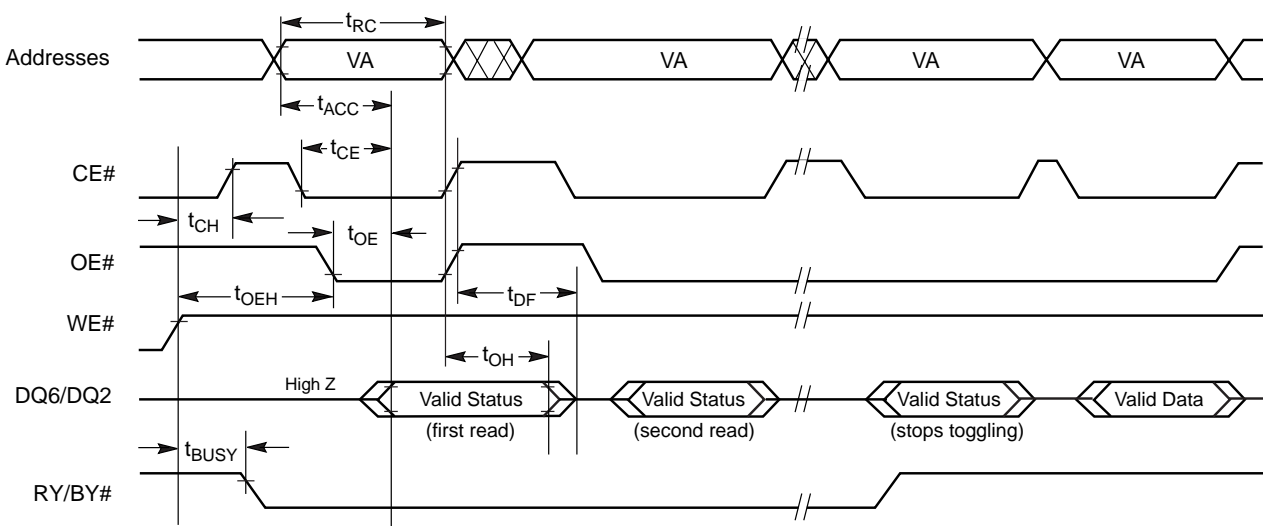 tRC
Addresses VA VA VA VA
tACC
tCE
CE#
tCH
tOE
OE#
tOEH tDF
WE#
tOH
High Z
DQ6/DQ2 Valid Status Valid Status Valid Status Valid Data
(first read) (second read) (stops toggling)
tBUSY
RY/BY#